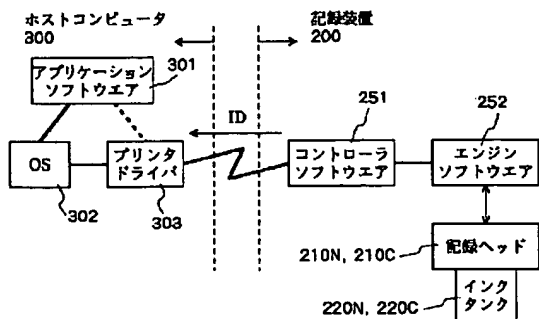 ホストコンピュータ
300
記録装置
200
アプリケーション
ソフトウエア
301
ID
251
252
OS
プリンタ
ドライバ
コントローラ
ソフトウエア
エンジン
ソフトウエア
302
303
210N, 210C
記録ヘッド
220N, 220C
インク
タンク